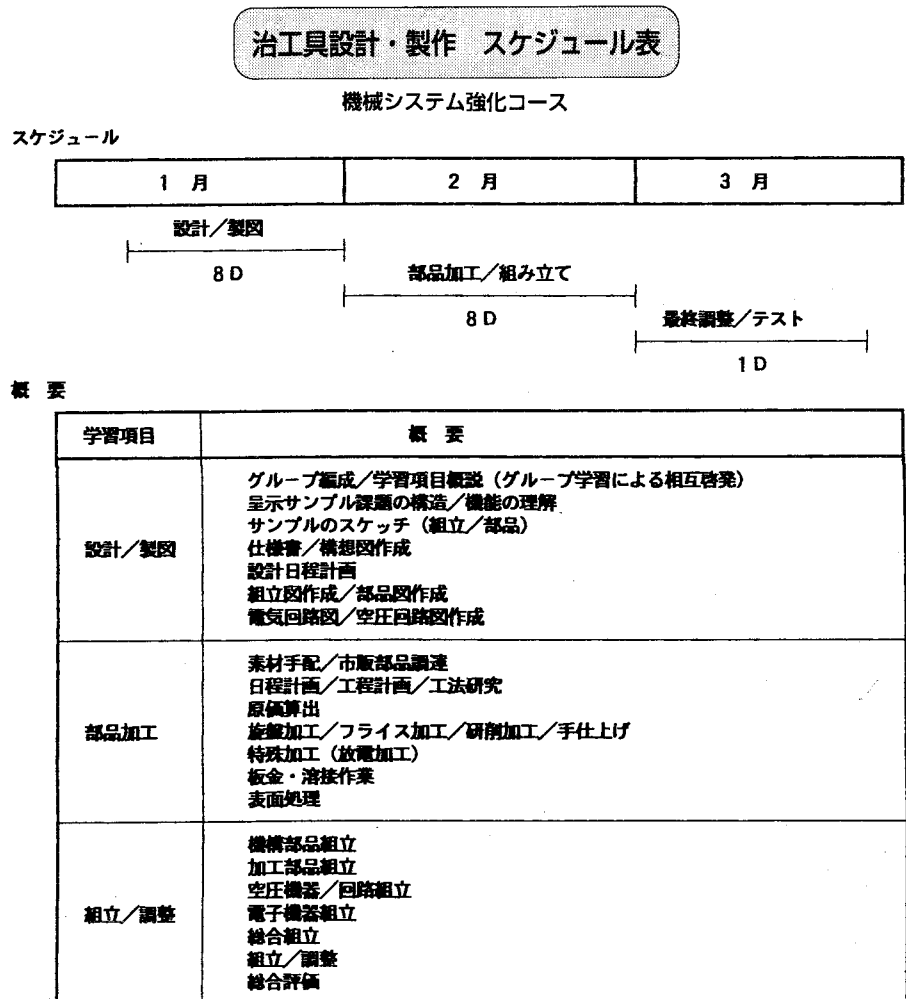 治工具設計・製作　スケジュール表
機械システム強化コース
スケジュール
１　月　２　月　３　月
設計／製図
８Ｄ
部品加工／組み立て
８Ｄ
最終調整／テスト
１Ｄ
概　要
学習項目　概　要
設計／製図
グループ編成／学習項目概説（グループ学習による相互啓発）
呈示サンプル課題の構造／機能の理解
サンプルのスケッチ（組立／部品）
仕様書／構想図作成
設計日程計画
組立図作成／部品図作成
電気回路図／空圧回路図作成
部品加工
素材手配／市販部品調達
日程計画／工程計画／工法研究
原価算出
旋盤加工／フライス加工／研削加工／手仕上げ
特殊加工（放電加工）
板金・溶接作業
表面処理
組立／調整
機構部品組立
加工部品組立
空圧機器／回路組立
電子機器組立
総合組立
組立／調整
総合評価